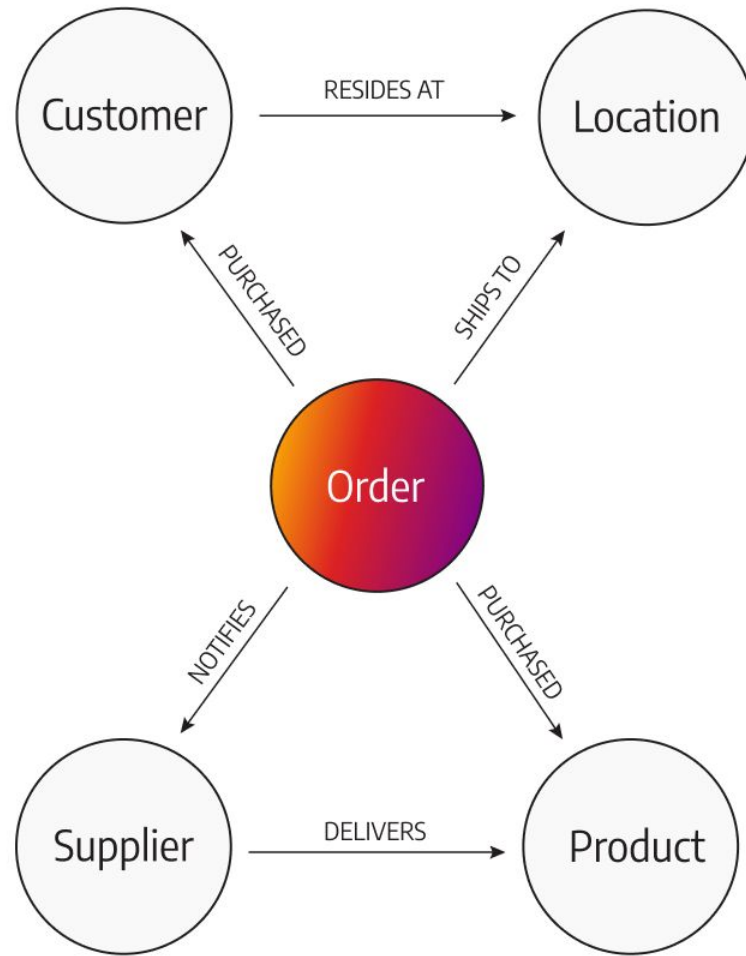 Customer
RESIDES AT
Location
PURCHASED
SHIPS TO
Order
NOTIFIES
PURCHASED
Supplier
DELIVERS
Product